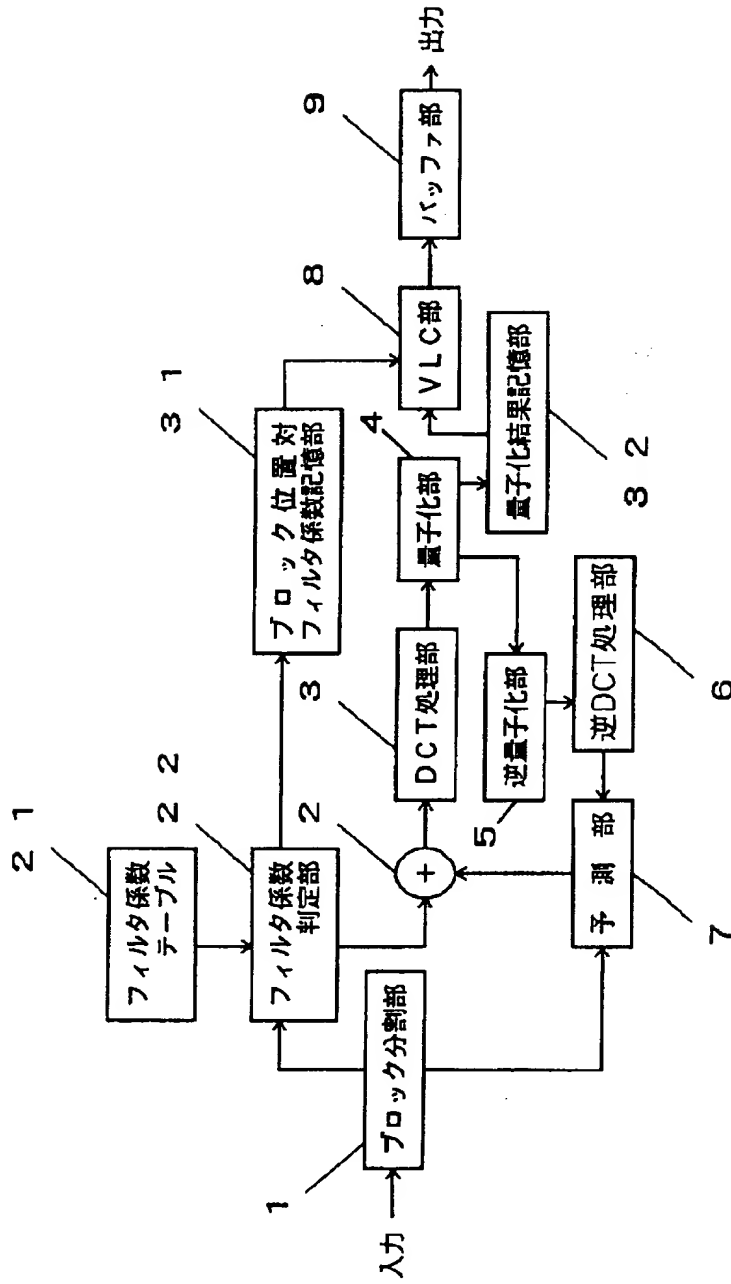 2 1
フィルタ係数
テーブル
2 2
フィルタ係数
判定部
3 1
ブロック位置対
フィルタ係数記憶部
入力
1
ブロック分割部
2
+
3
DCT処理部
4
量子化部
8
VLC部
9
バッファ部
出力
量子化結果記憶部
3 2
5
逆量子化部
逆DCT処理部
6
予測部
7